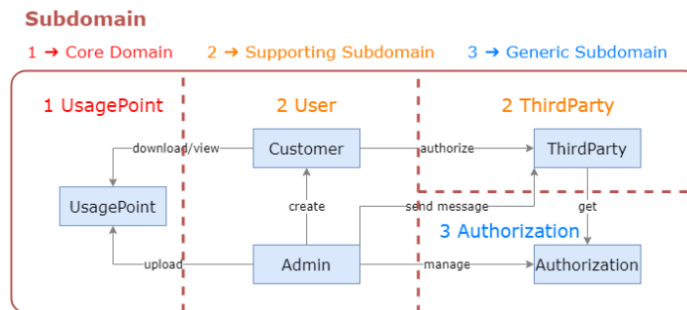 Subdomain
1 → Core Domain 2 → Supporting Subdomain 3 → Generic Subdomain
1 UsagePoint 2 User 2 ThirdParty
download/view Customer authorize ThirdParty
UsagePoint create send message get
3 Authorization
upload Admin manage Authorization